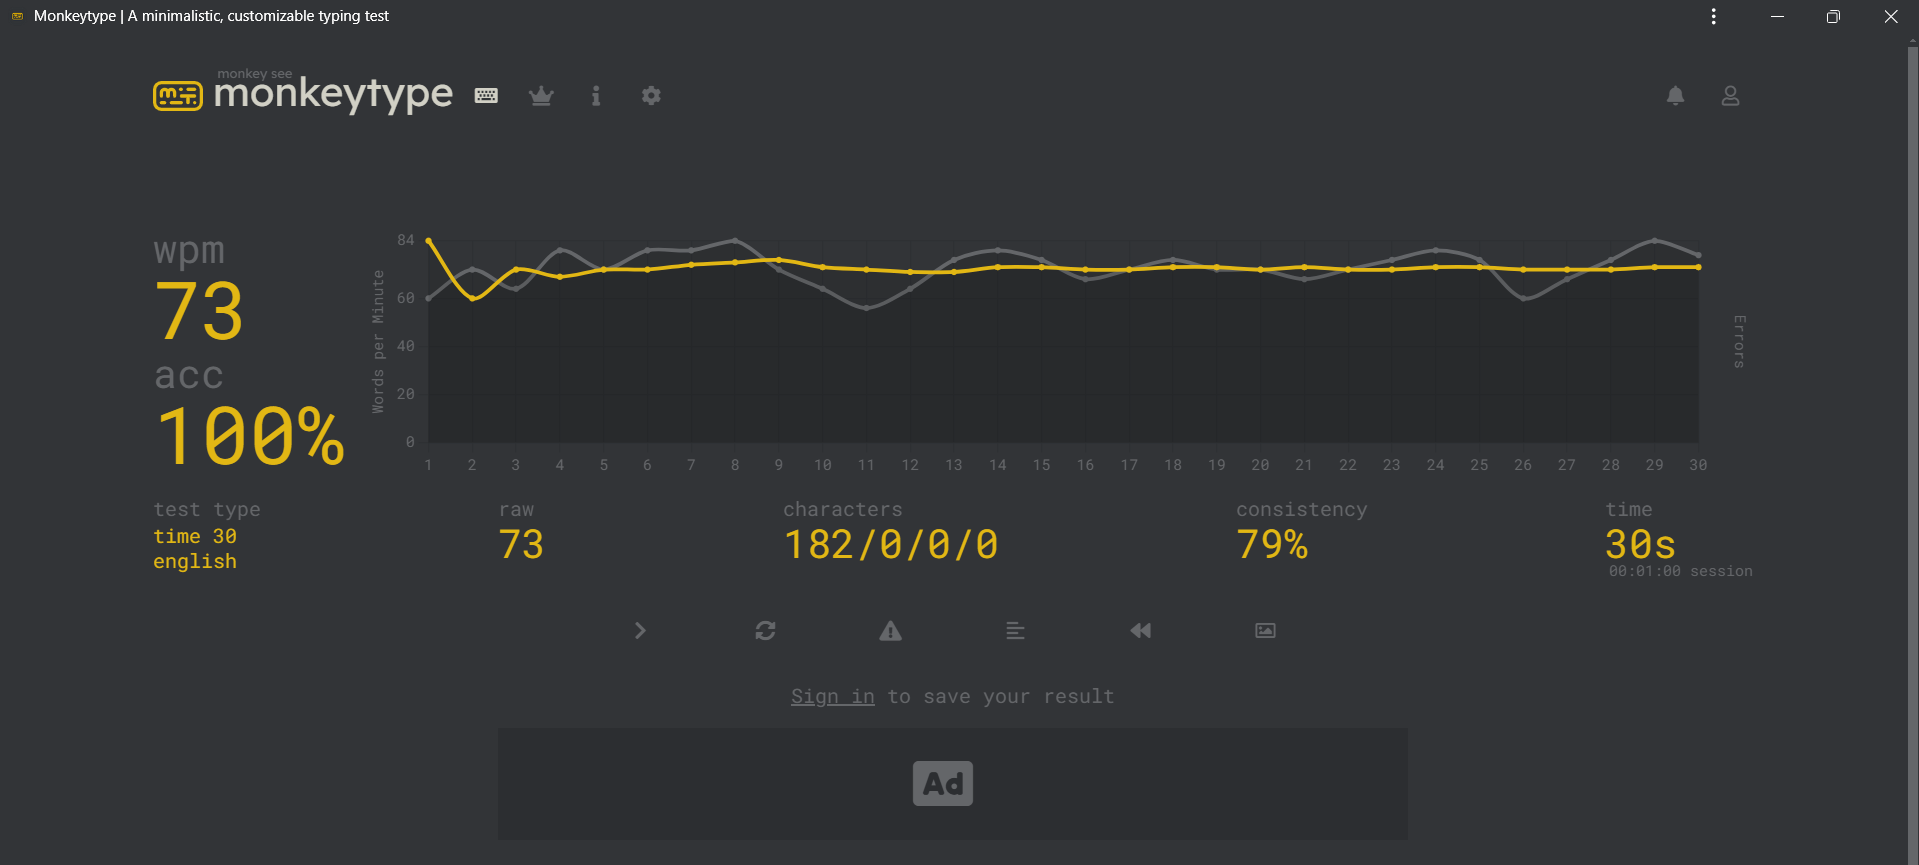 Monkeytype | A minimalistic, customizable typing test
monkey see
monkeytype
wpm
73
acc
100%
Words per Minute
84
60
40
20
0
1 2 3 4 5 6 7 8 9 10 11 12 13 14 15 16 17 18 19 20 21 22 23 24 25 26 27 28 29 30
Errors
test type
time 30
english
raw
73
characters
182/0/0/0
consistency
79%
time
30s
00:01:00 session
Sign in to save your result
Ad